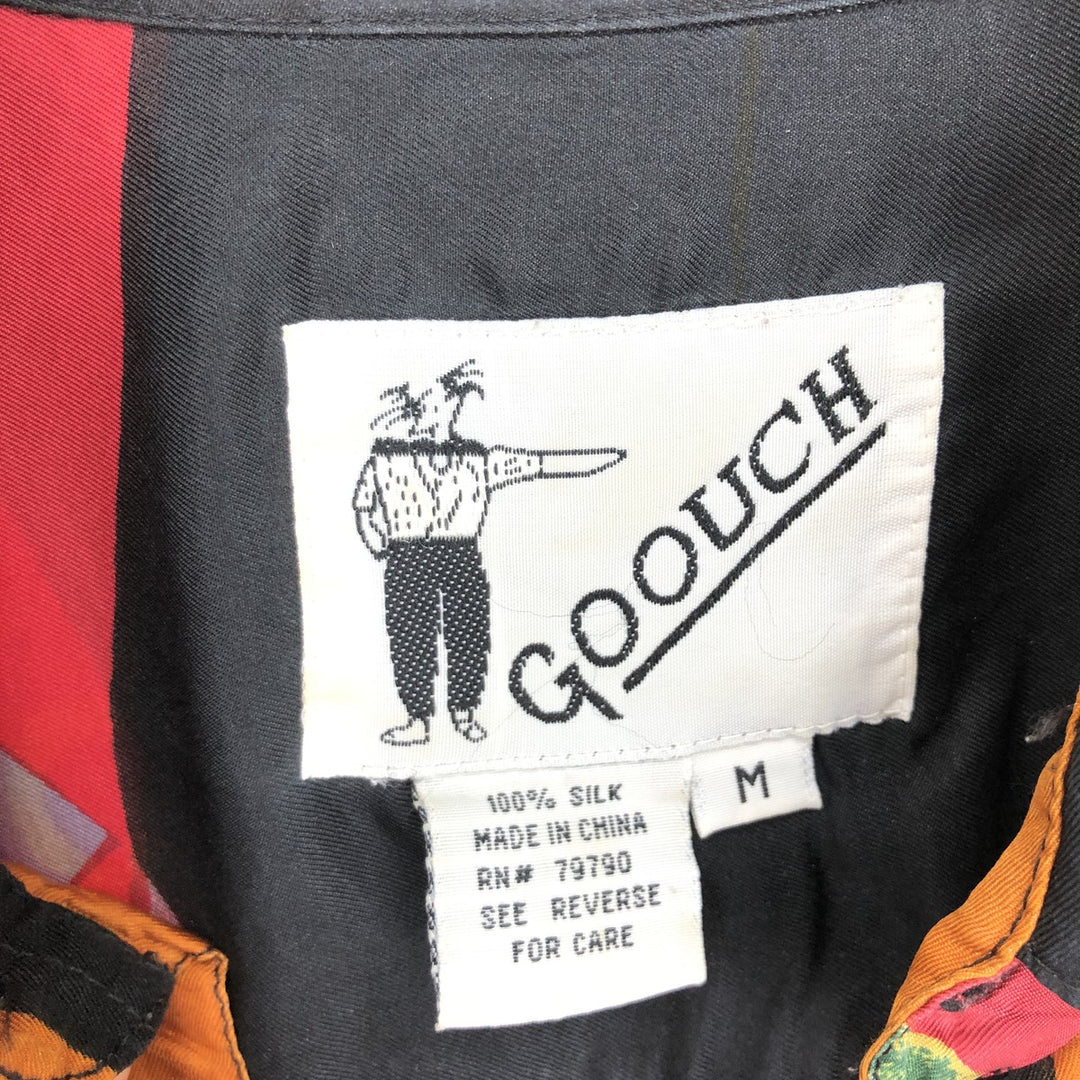 GOOUCH
M
100% SILK
MADE IN CHINA
RN# 79790
SEE REVERSE
FOR CARE